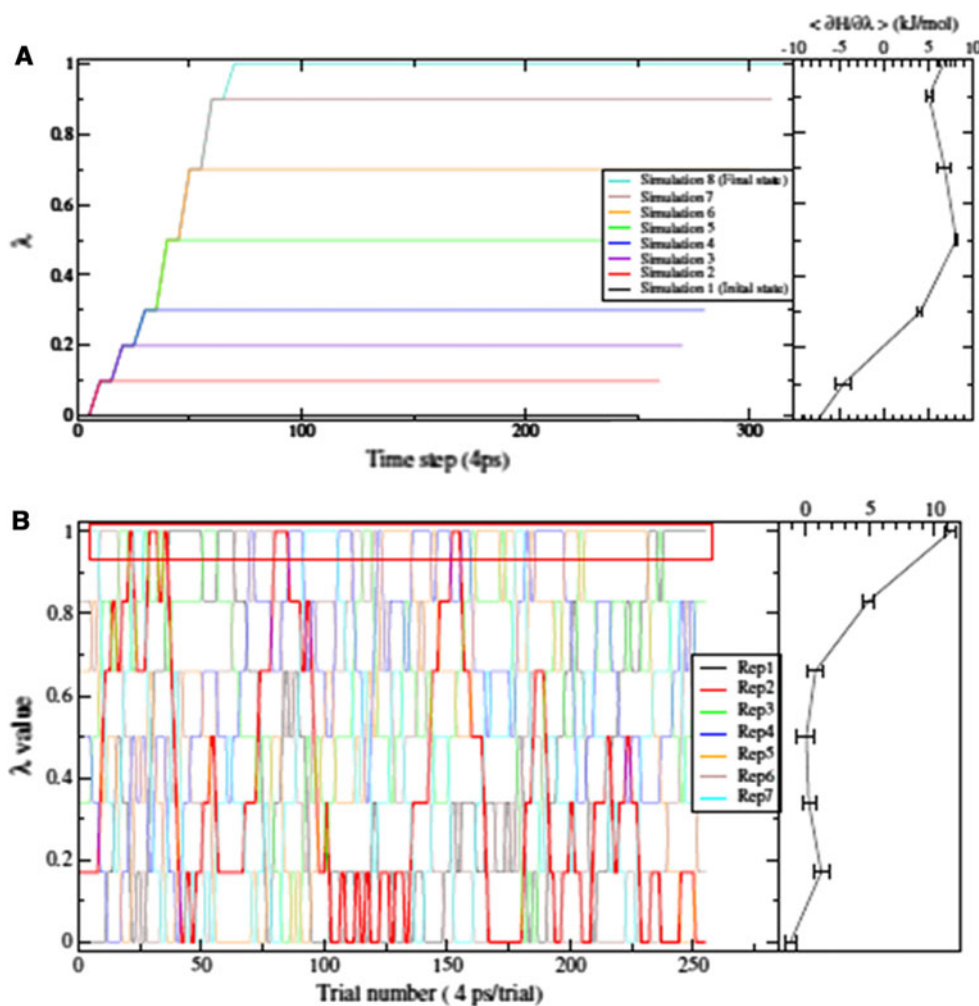 < ∂H/∂λ > (kJ/mol)
A
-10 -5 0 5 10
1
0.8
0.6
0.4
0.2
0
λ
Simulation 8 (Final state)
Simulation 7
Simulation 6
Simulation 5
Simulation 4
Simulation 3
Simulation 2
Simulation 1 (Initial state)
0 100 200 300
Time step (4ps)
B
0 5 10
1
0.8
0.6
0.4
0.2
0
λ value
Rep1
Rep2
Rep3
Rep4
Rep5
Rep6
Rep7
0 50 100 150 200 250
Trial number ( 4 ps/trial)